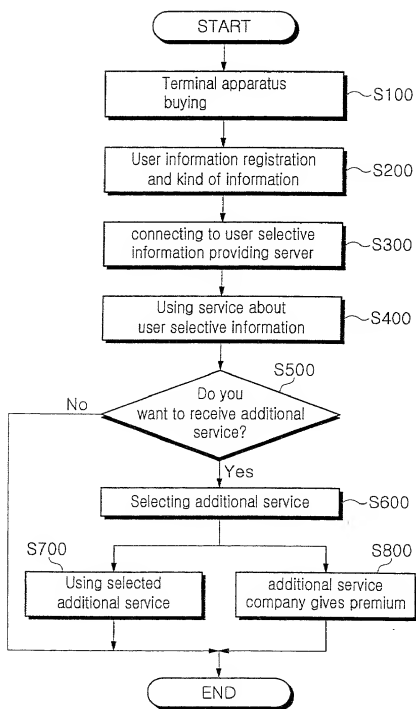 START
Terminal apparatus
buying
S100
User information registration
and kind of information
S200
connecting to user selective
information providing server
S300
Using service about
user selective information
S400
S500
Do you
want to receive additional
service?
No
Yes
Selecting additional service
S600
S700
Using selected
additional service
S800
additional service
company gives premium
END